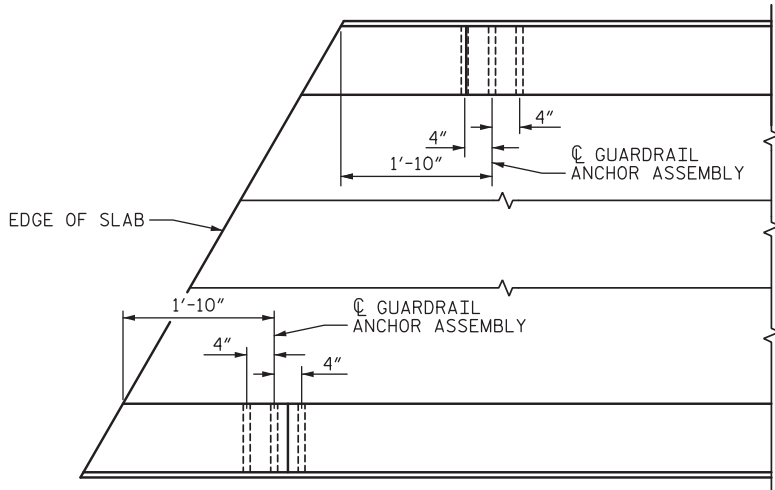 4"
4"
℄ GUARDRAIL
1'-10"
ANCHOR ASSEMBLY
EDGE OF SLAB
1'-10"
℄ GUARDRAIL
ANCHOR ASSEMBLY
4"
4"